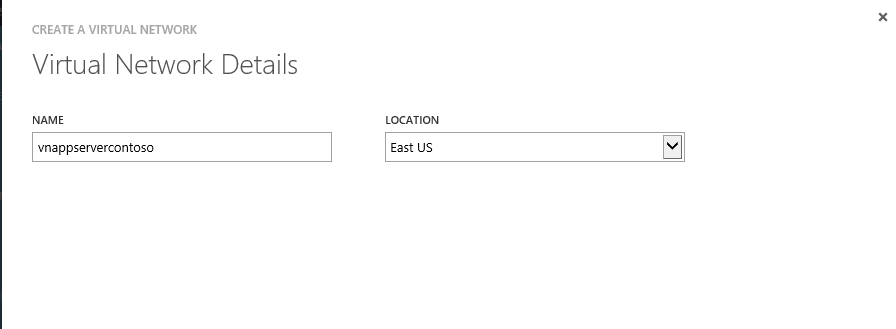 CREATE A VIRTUAL NETWORK
Virtual Network Details
NAME
LOCATION
vnappservercontoso
East US